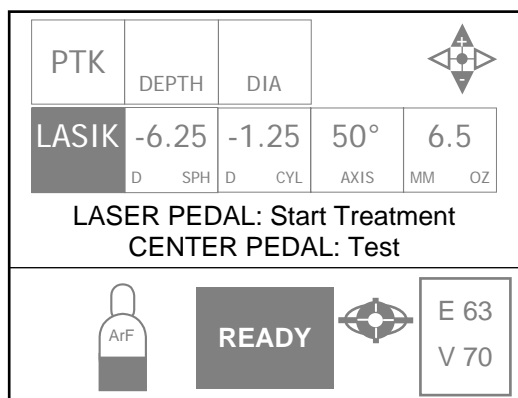 PTK
DEPTH DIA
LASIK -6.25 -1.25 50° 6.5
D SPH D CYL AXIS MM OZ
LASER PEDAL: Start Treatment
CENTER PEDAL: Test
ArF
READY
E 63
V 70